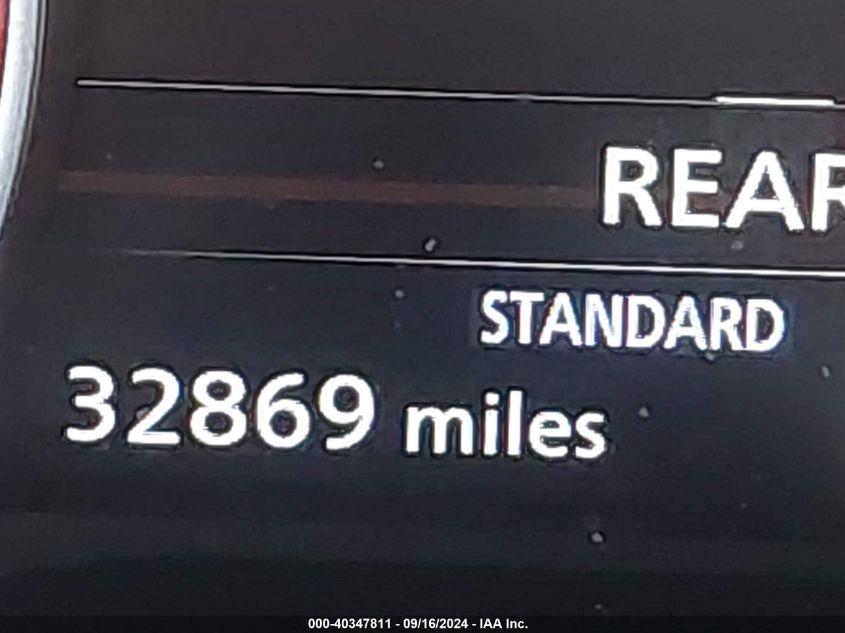 REAR
STANDARD
32869 miles
000-40347811 - 09/16/2024 - IAA Inc.